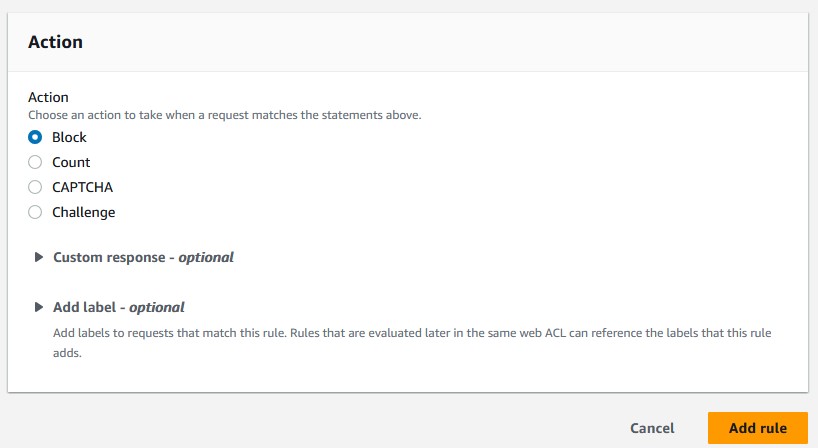 Action
Action
Choose an action to take when a request matches the statements above.
Block
Count
CAPTCHA
Challenge
Custom response - optional
Add label - optional
Add labels to requests that match this rule. Rules that are evaluated later in the same web ACL can reference the labels that this rule
adds.
Cancel Add rule